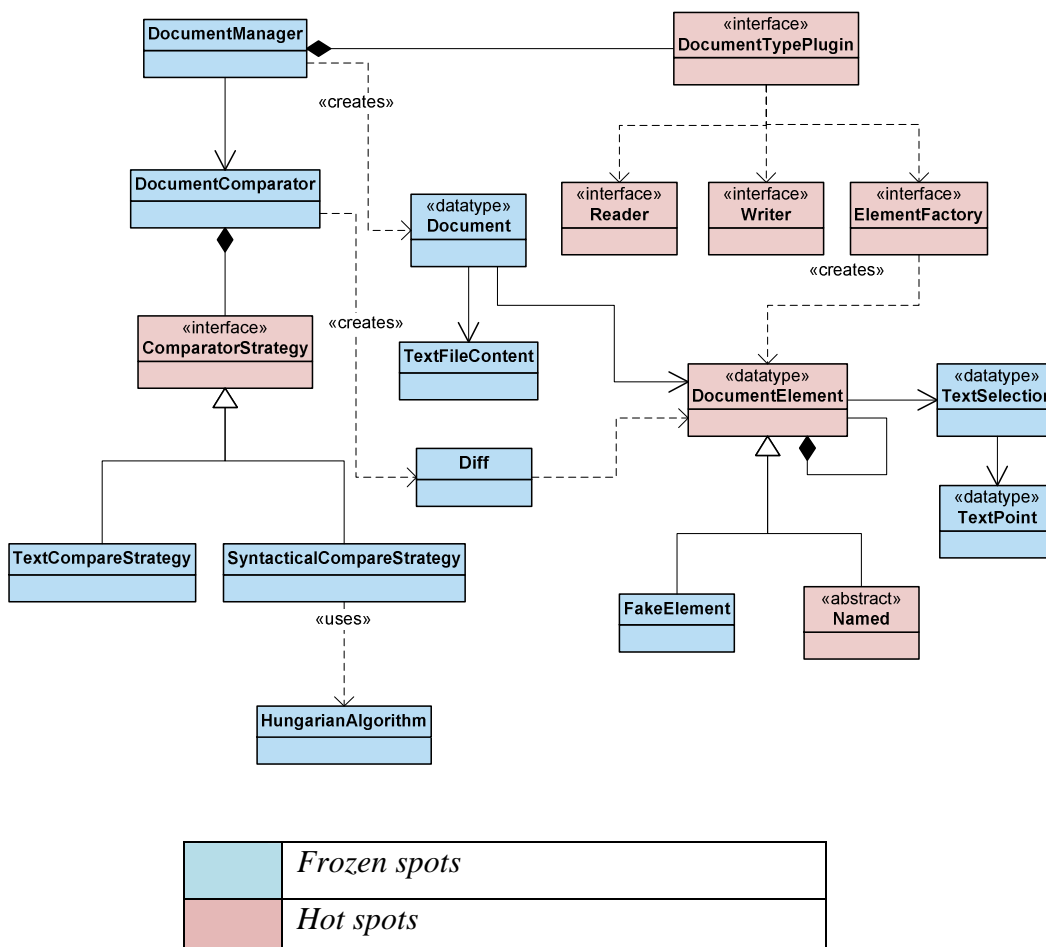 DocumentManager
«interface»
DocumentTypePlugin
«creates»
DocumentComparator
«datatype»
Document
«interface»
Reader
«interface»
Writer
«interface»
ElementFactory
«creates»
«interface»
ComparatorStrategy
«creates»
TextFileContent
«datatype»
DocumentElement
«datatype»
TextSelection
Diff
«datatype»
TextPoint
TextCompareStrategy
SyntacticalCompareStrategy
FakeElement
«abstract»
Named
«uses»
HungarianAlgorithm
Frozen spots
Hot spots